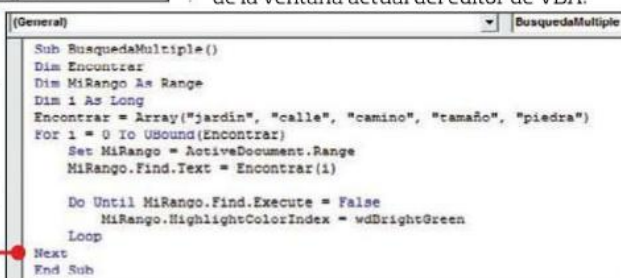 de la ventana actual del editor de VBA.
(General)
BusquedaMultiple
Sub BusquedaMultiple()
Dim Encontrar
Dim MiRango As Range
Dim i As Long
Encontrar = Array("jardín", "calle", "camino", "tamaño", "piedra")
For i = 0 To UBound(Encontrar)
Set MiRango = ActiveDocument.Range
MiRango.Find.Text = Encontrar(i)
Do Until MiRango.Find.Execute = False
MiRango.HighlightColorIndex = wdBrightGreen
Loop
Next
End Sub